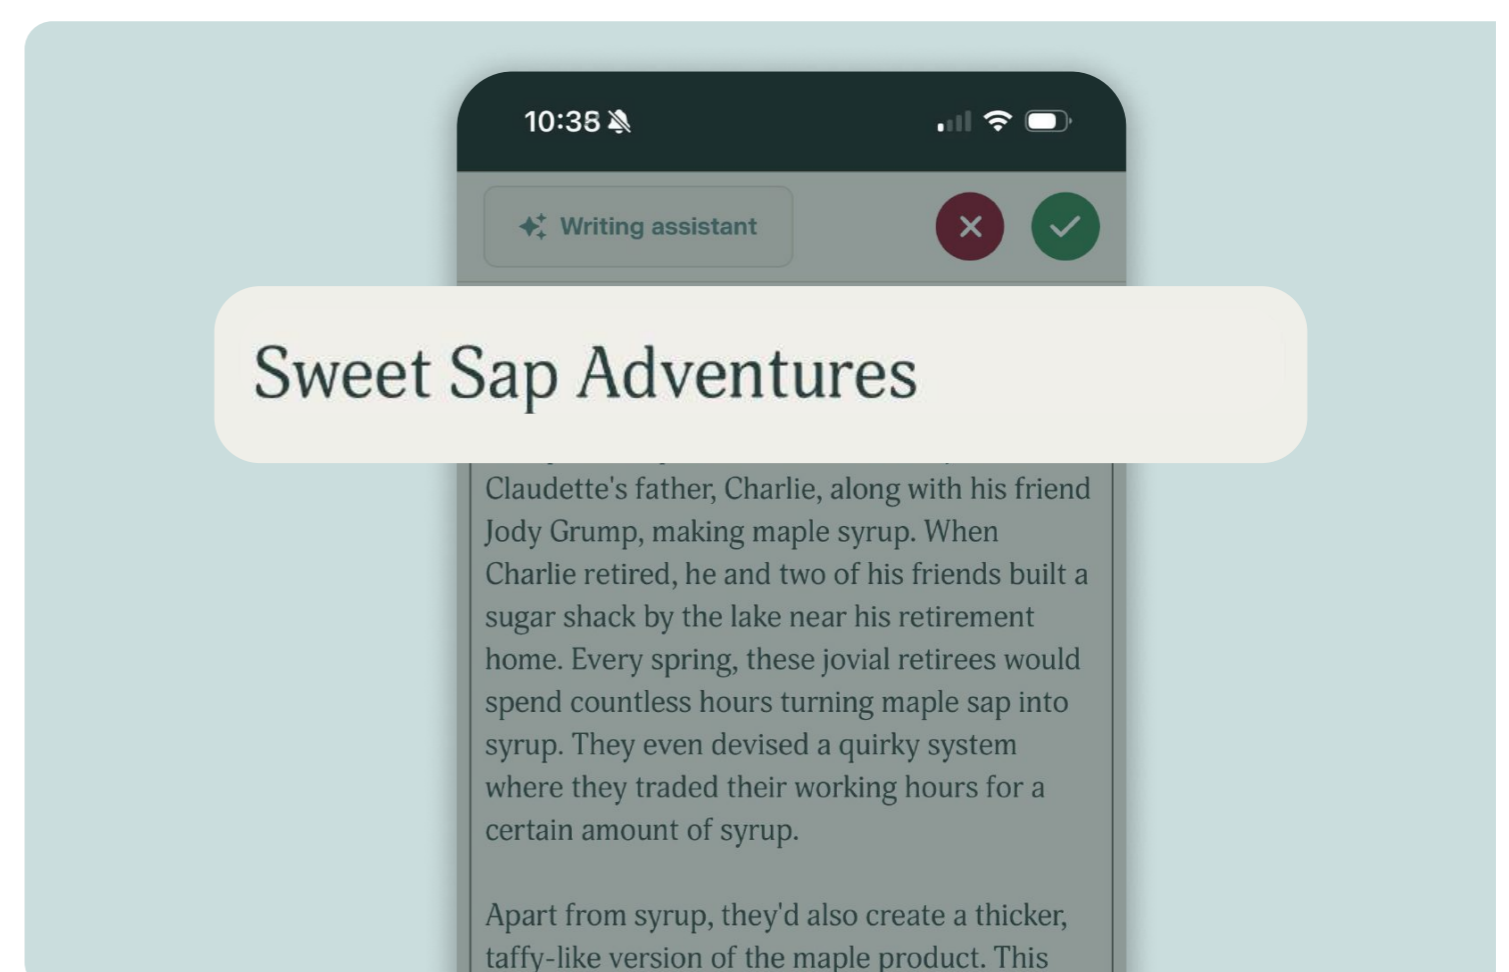 10:38
Writing assistant
Sweet Sap Adventures
Claudette's father, Charlie, along with his friend
Jody Grump, making maple syrup. When
Charlie retired, he and two of his friends built a
sugar shack by the lake near his retirement
home. Every spring, these jovial retirees would
spend countless hours turning maple sap into
syrup. They even devised a quirky system
where they traded their working hours for a
certain amount of syrup.
Apart from syrup, they'd also create a thicker,
taffy-like version of the maple product. This